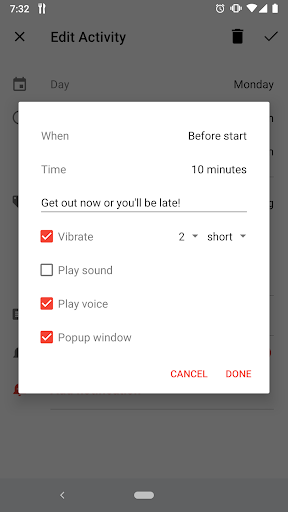 7:32
Edit Activity
Day Monday
When Before start
Time 10 minutes
Get out now or you'll be late!
Vibrate 2 short
Play sound
Play voice
Popup window
CANCEL DONE